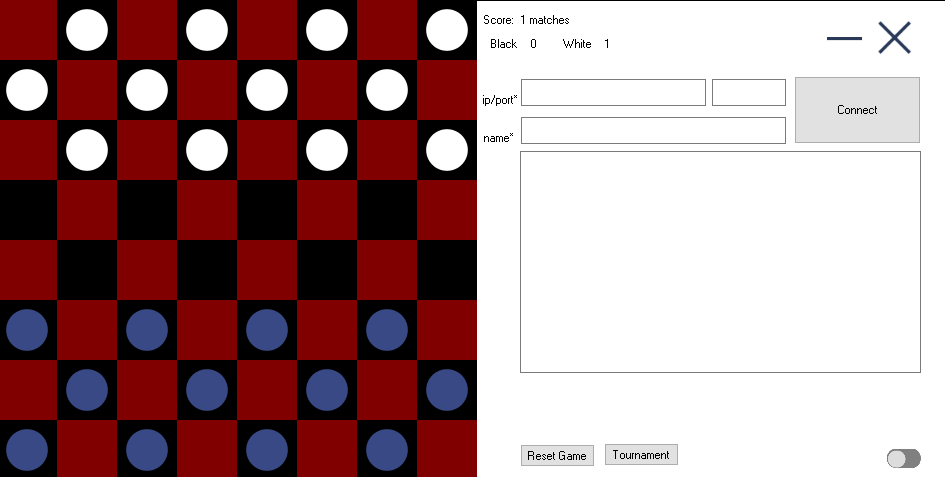 Score: 1 matches
Black 0 White 1
ip/port*
Connect
name*
Reset Game Tournament